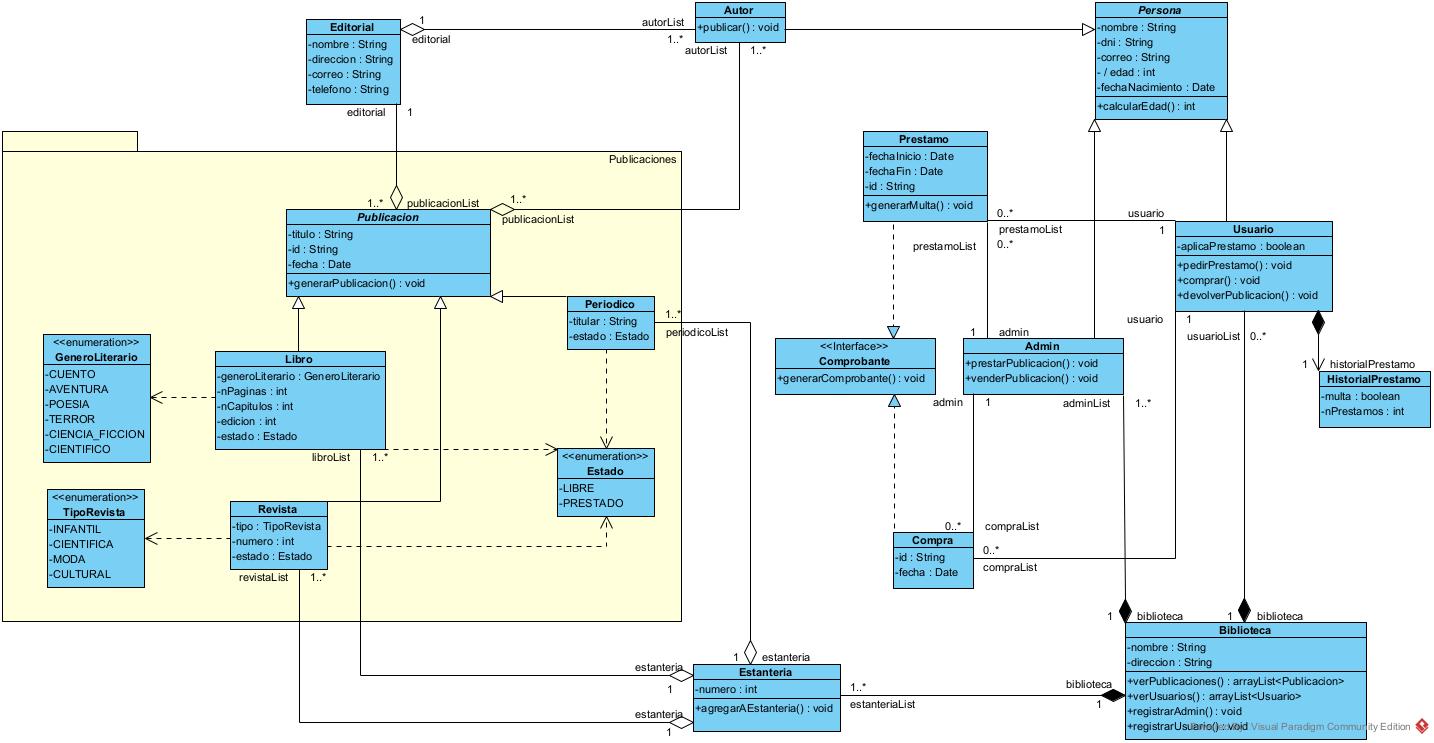 Editorial
-nombre : String
-direccion : String
-correo : String
-telefono : String
1
editorial
autorList
1..*
Autor
+publicar() : void
autorList
1..*
Persona
-nombre : String
-dni : String
-correo : String
- / edad : int
-fechaNacimiento : Date
+calcularEdad() : int
editorial
1
Publicaciones
1..*
publicacionList
1..*
publicacionList
Publicacion
-titulo : String
-id : String
-fecha : Date
+generarPublicacion() : void
Prestamo
-fechaInicio : Date
-fechaFin : Date
-id : String
+generarMulta() : void
0..*
prestamoList
usuario
1
prestamoList
0..*
Usuario
-aplicaPrestamo : boolean
+pedirPrestamo() : void
+comprar() : void
+devolverPublicacion() : void
Periodico
-titular : String
-estado : Estado
1..*
periodicoList
usuario
1
usuarioList
0..*
1
historialPrestamo
HistorialPrestamo
-multa : boolean
-nPrestamos : int
<<enumeration>>
GeneroLiterario
-CUENTO
-AVENTURA
-POESIA
-TERROR
-CIENCIA_FICCION
-CIENTIFICO
Libro
-generoLiterario : GeneroLiterario
-nPaginas : int
-nCapitulos : int
-edicion : int
-estado : Estado
libroList
1..*
<<Interface>>
Comprobante
+generarComprobante() : void
1
admin
Admin
+prestarPublicacion() : void
+venderPublicacion() : void
admin
1
adminList
1..*
<<enumeration>>
Estado
-LIBRE
-PRESTADO
<<enumeration>>
TipoRevista
-INFANTIL
-CIENTIFICA
-MODA
-CULTURAL
Revista
-tipo : TipoRevista
-numero : int
-estado : Estado
revistaList
1..*
0..*
compraList
Compra
-id : String
-fecha : Date
0..*
compraList
1
biblioteca
1
biblioteca
Biblioteca
-nombre : String
-direccion : String
+verPublicaciones() : arrayList<Publicacion>
+verUsuarios() : arrayList<Usuario>
+registrarAdmin() : void
+registrarUsuario() : void
1
estanteria
estanteria
1
estanteria
1
Estanteria
-numero : int
+agregarAEstanteria() : void
1..*
estanteriaList
biblioteca
1
Visual Paradigm Community Edition